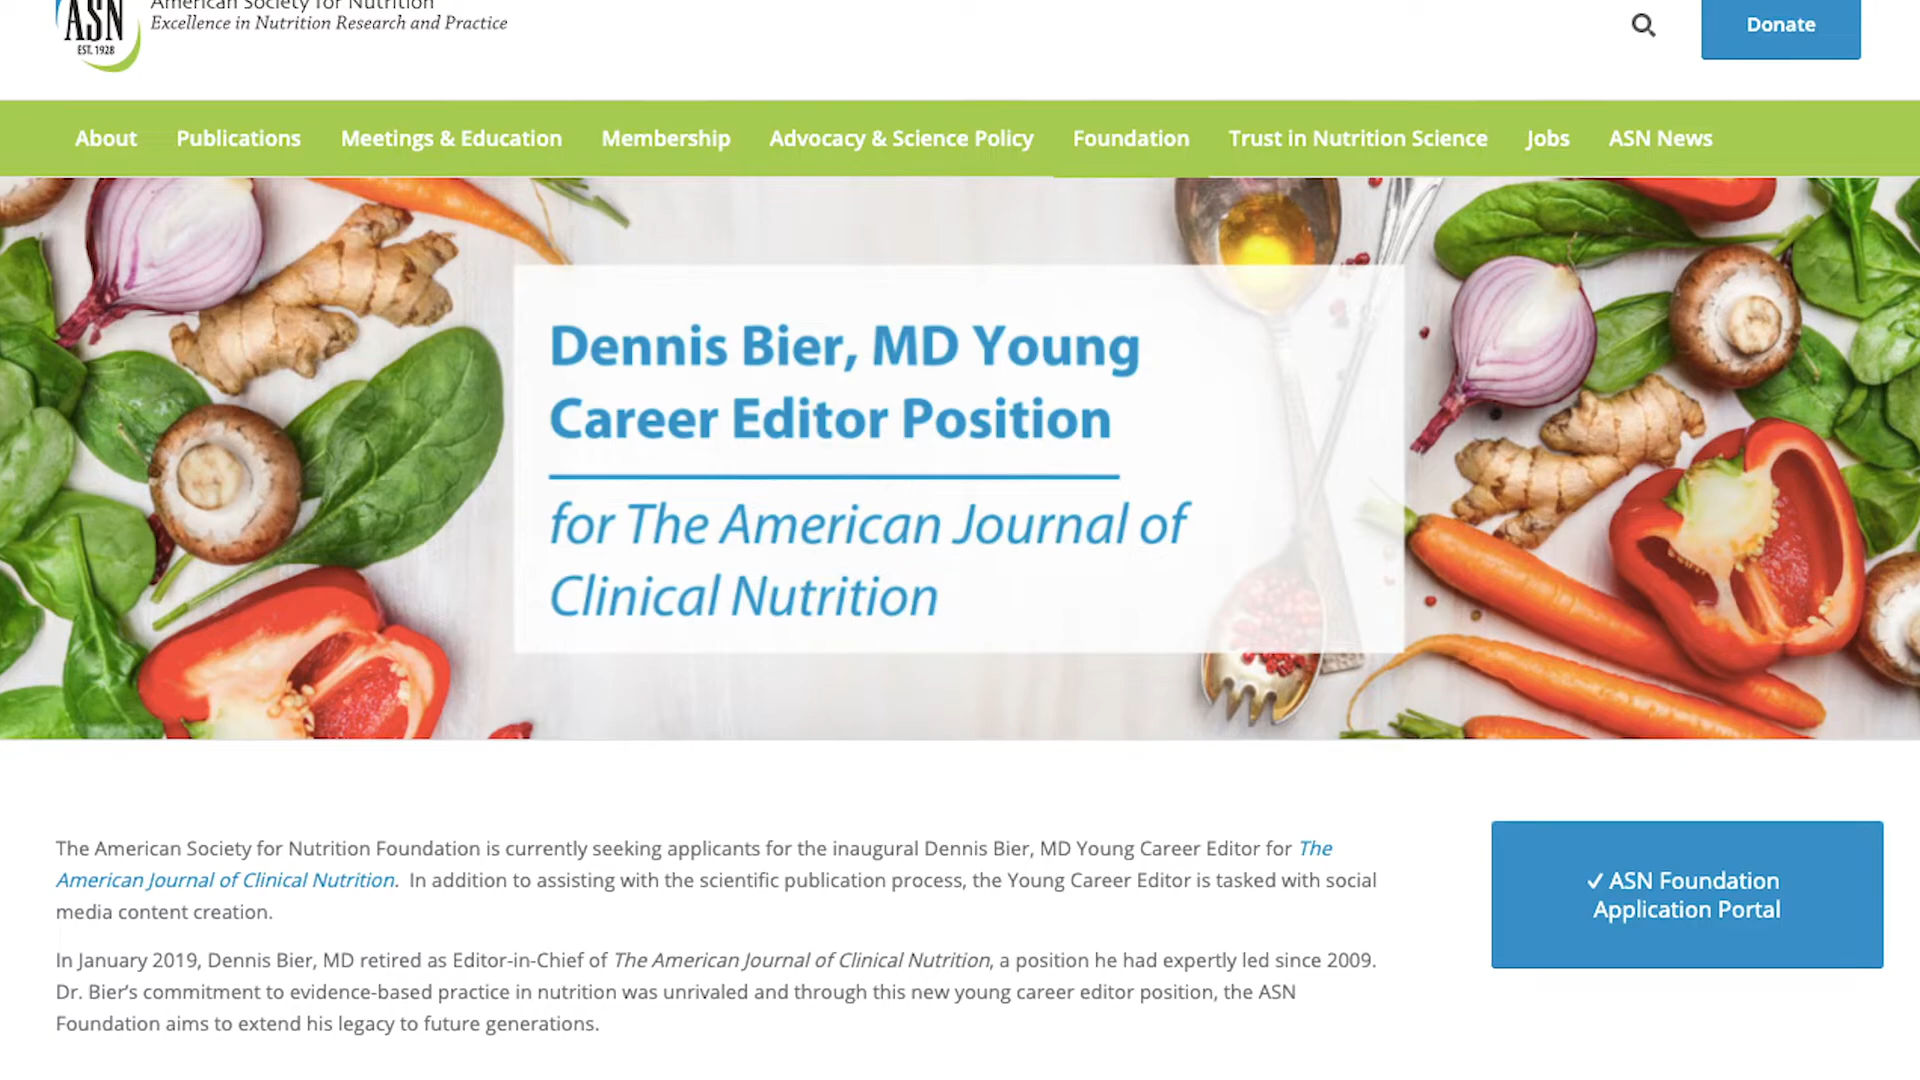 American Society for Nutrition
ASN
Excellence in Nutrition Research and Practice
EST. 1928
Donate
About Publications Meetings & Education Membership Advocacy & Science Policy Foundation Trust in Nutrition Science Jobs ASN News
Dennis Bier, MD Young
Career Editor Position
for The American Journal of
Clinical Nutrition
The American Society for Nutrition Foundation is currently seeking applicants for the inaugural Dennis Bier, MD Young Career Editor for The
American Journal of Clinical Nutrition. In addition to assisting with the scientific publication process, the Young Career Editor is tasked with social
media content creation.
In January 2019, Dennis Bier, MD retired as Editor-in-Chief of The American Journal of Clinical Nutrition, a position he had expertly led since 2009.
Dr. Bier’s commitment to evidence-based practice in nutrition was unrivaled and through this new young career editor position, the ASN
Foundation aims to extend his legacy to future generations.
✓ ASN Foundation
Application Portal